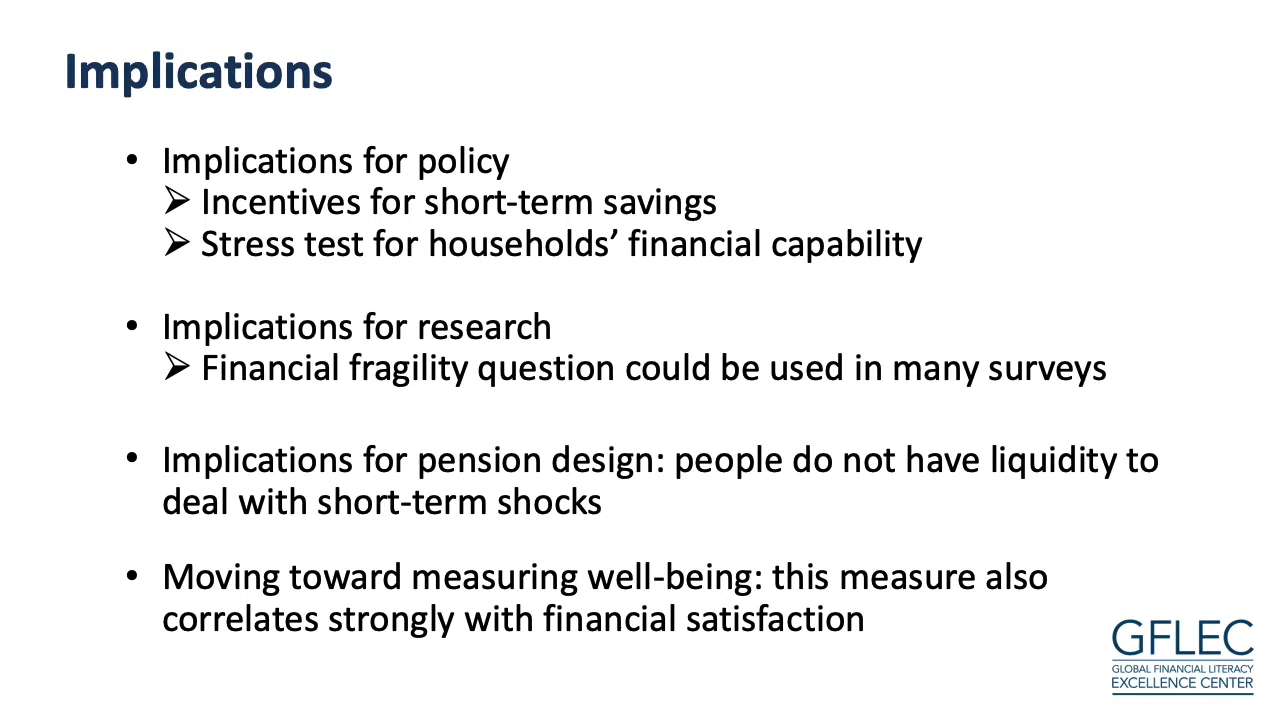 Implications
• Implications for policy
➢ Incentives for short-term savings
➢ Stress test for households’ financial capability
• Implications for research
➢ Financial fragility question could be used in many surveys
• Implications for pension design: people do not have liquidity to
deal with short-term shocks
• Moving toward measuring well-being: this measure also
correlates strongly with financial satisfaction
GFLEC
GLOBAL FINANCIAL LITERACY
EXCELLENCE CENTER